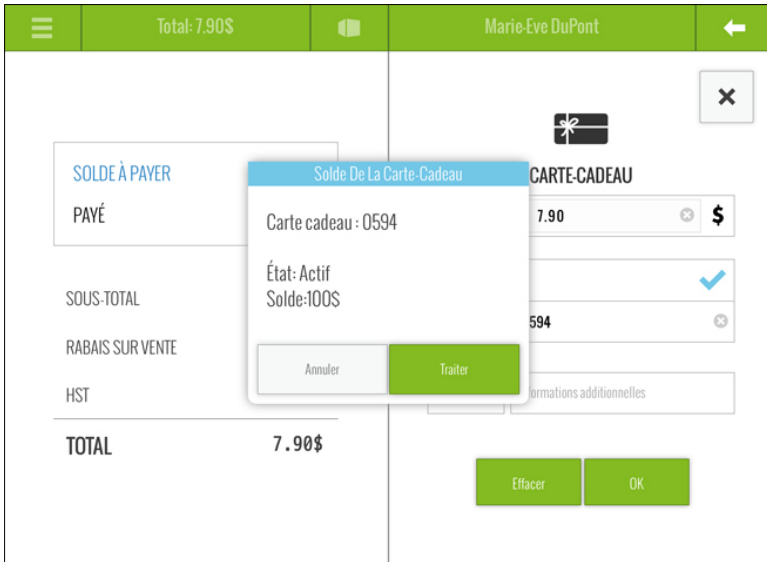 Total: 7.90$
Marie-Eve DuPont
SOLDE À PAYER
PAYÉ
SOUS-TOTAL
RABAIS SUR VENTE
HST
TOTAL 7.90$
Solde De La Carte-Cadeau
Carte cadeau : 0594
État: Actif
Solde:100$
Annuler
Traiter
CARTE-CADEAU
7.90 $
594
formations additionnelles
Effacer
OK